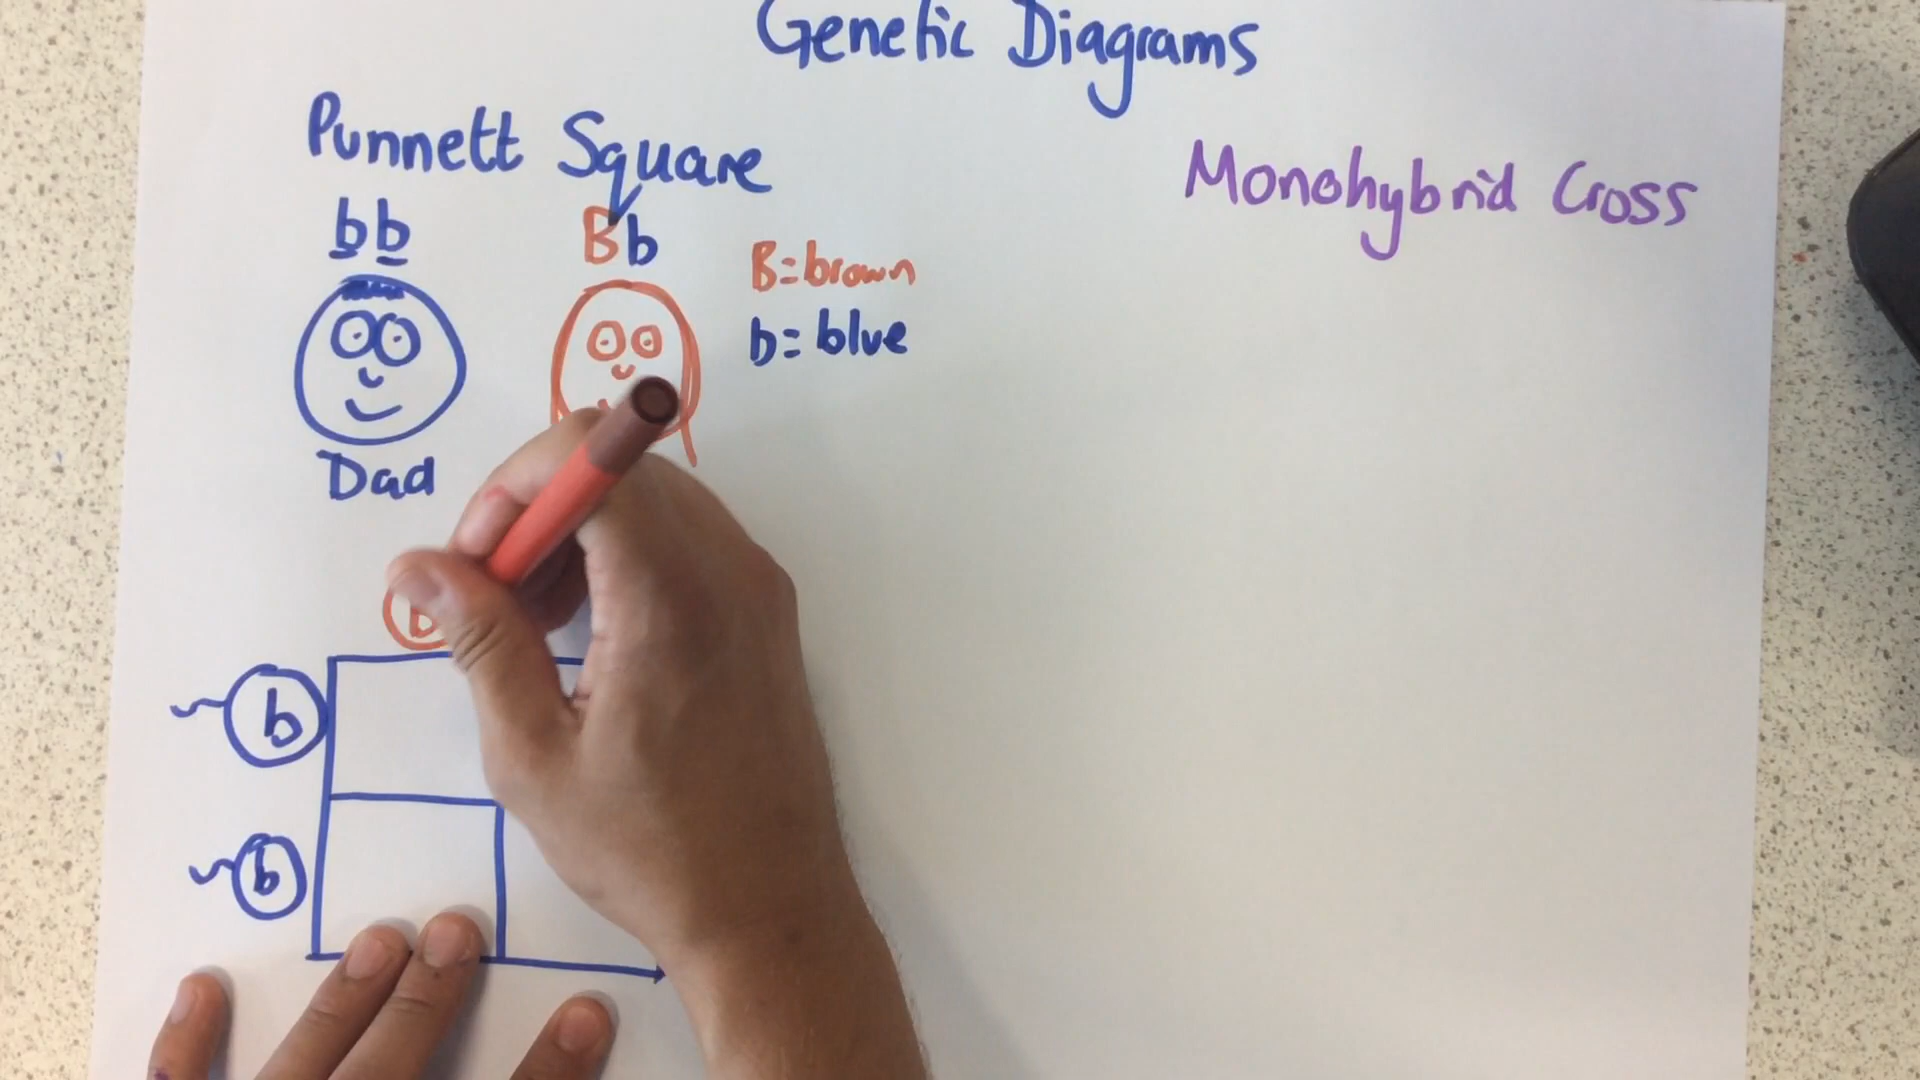 Genetic Diagrams
Punnett Square
Monohybrid Cross
bb
Bb
B=brown
b=blue
Dad
b
b